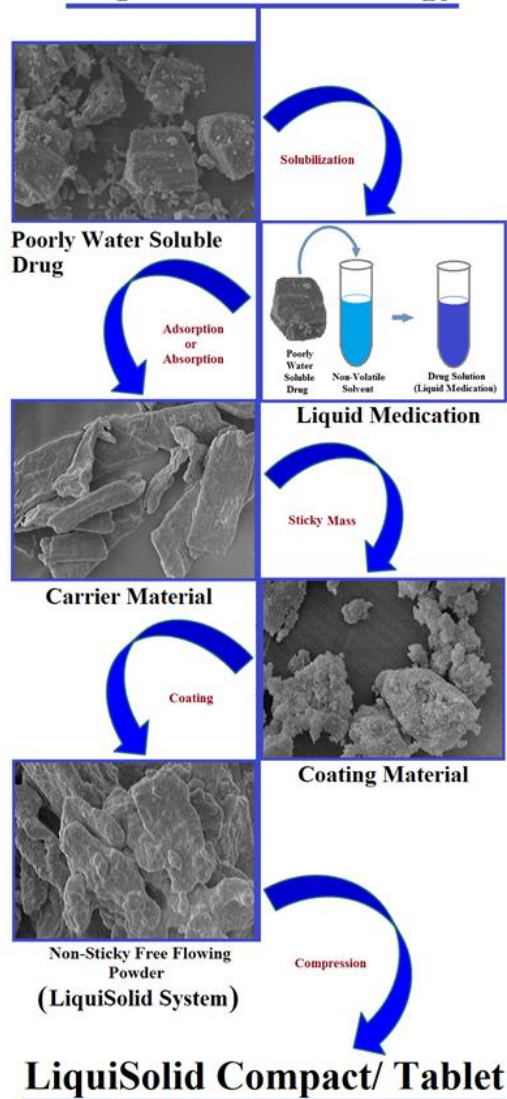 Solubilization
Poorly Water Soluble
Drug
Poorly
Water
Soluble
Drug
Non-Volatile
Solvent
Drug Solution
(Liquid Medication)
Liquid Medication
Adsorption
or
Absorption
Carrier Material
Sticky Mass
Coating Material
Coating
Non-Sticky Free Flowing
Powder
(LiquiSolid System)
Compression
LiquiSolid Compact/ Tablet